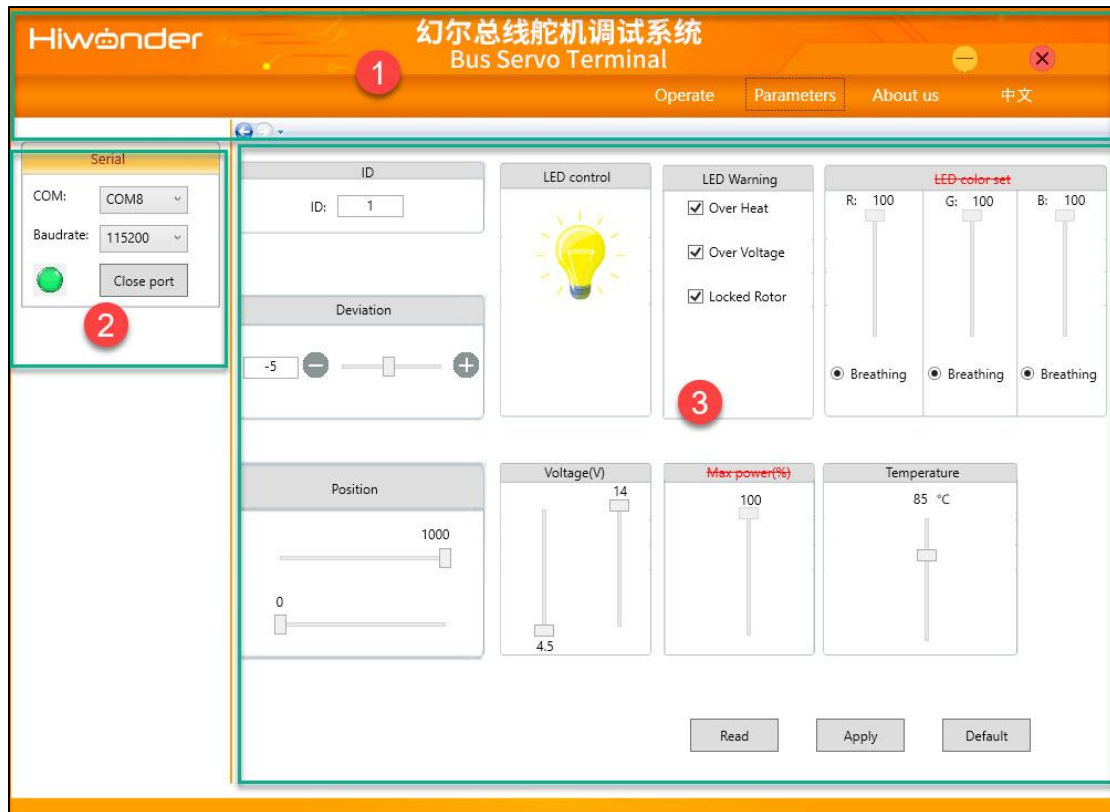 Hiwonder
幻尔总线舵机调试系统
Bus Servo Terminal
1
Operate Parameters About us 中文
Serial
COM: COM8
Baudrate: 115200
Close port
2
ID
ID: 1
LED control
LED Warning
Over Heat
Over Voltage
Locked Rotor
LED color set
R: 100 G: 100 B: 100
Breathing Breathing Breathing
Deviation
-5
3
Position
1000
0
Voltage(V)
14
4.5
Max power(%)
100
Temperature
85 °C
Read Apply Default